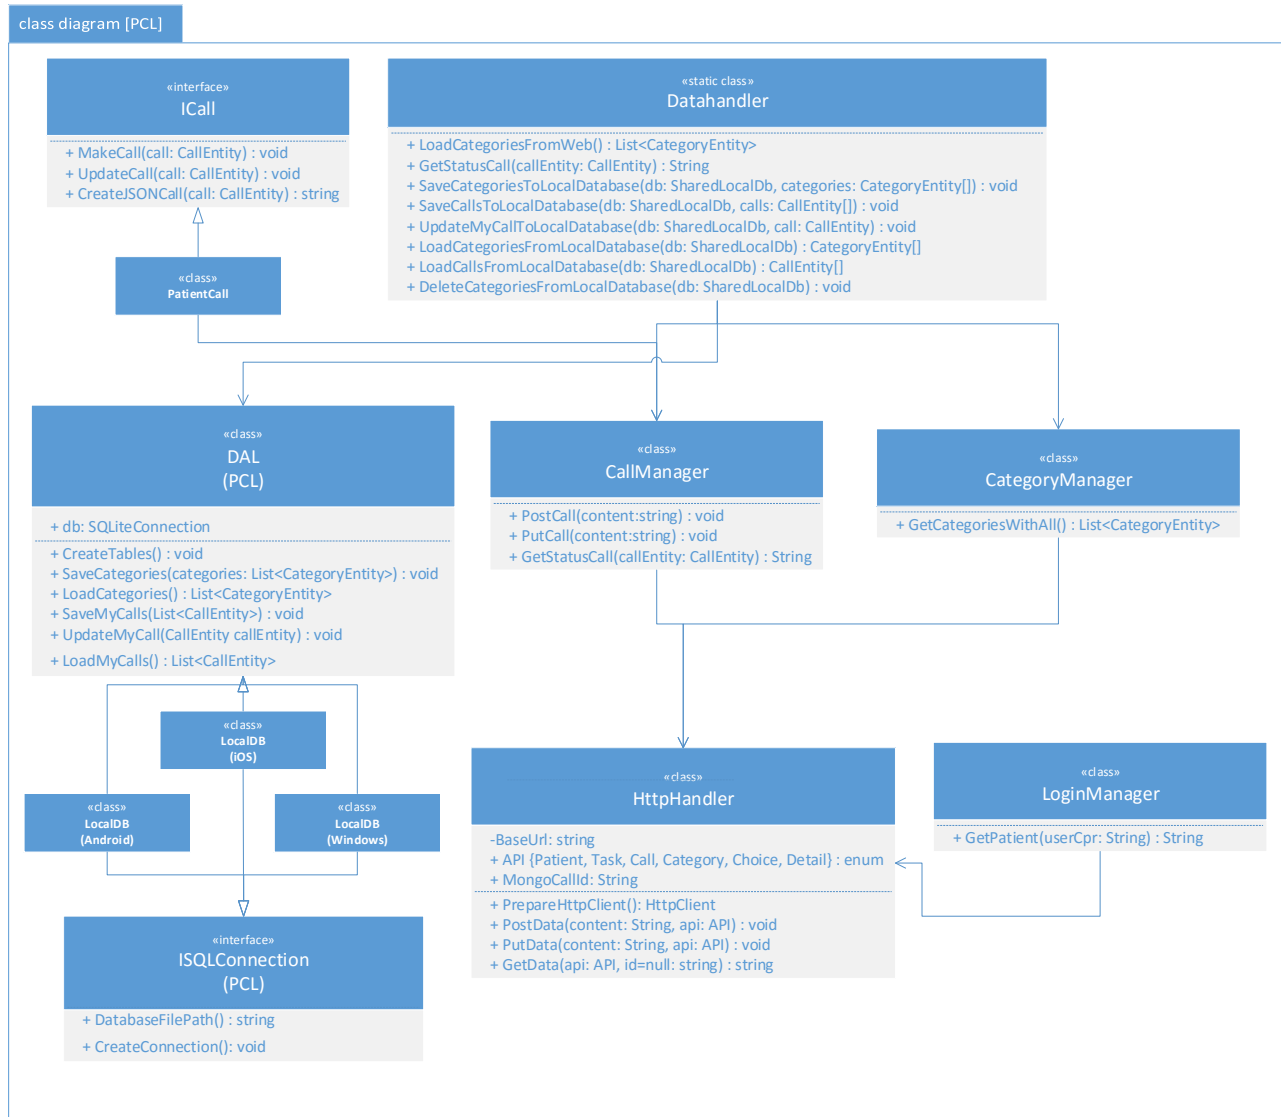 class diagram [PCL]
«interface»
ICall
+ MakeCall(call: CallEntity) : void
+ UpdateCall(call: CallEntity) : void
+ CreateJSONCall(call: CallEntity) : string
«class»
PatientCall
«static class»
Datahandler
+ LoadCategoriesFromWeb() : List<CategoryEntity>
+ GetStatusCall(callEntity: CallEntity) : String
+ SaveCategoriesToLocalDatabase(db: SharedLocalDb, categories: CategoryEntity[]) : void
+ SaveCallsToLocalDatabase(db: SharedLocalDb, calls: CallEntity[]) : void
+ UpdateMyCallToLocalDatabase(db: SharedLocalDb, call: CallEntity) : void
+ LoadCategoriesFromLocalDatabase(db: SharedLocalDb) : CategoryEntity[]
+ LoadCallsFromLocalDatabase(db: SharedLocalDb) : CallEntity[]
+ DeleteCategoriesFromLocalDatabase(db: SharedLocalDb) : void
«class»
DAL
(PCL)
+ db: SQLiteConnection
+ CreateTables() : void
+ SaveCategories(categories: List<CategoryEntity>) : void
+ LoadCategories() : List<CategoryEntity>
+ SaveMyCalls(List<CallEntity>) : void
+ UpdateMyCall(CallEntity callEntity) : void
+ LoadMyCalls() : List<CallEntity>
«class»
CallManager
+ PostCall(content:string) : void
+ PutCall(content:string) : void
+ GetStatusCall(callEntity: CallEntity) : String
«class»
CategoryManager
+ GetCategoriesWithAll() : List<CategoryEntity>
«class»
LocalDB
(iOS)
«class»
LocalDB
(Android)
«class»
LocalDB
(Windows)
«interface»
ISQLConnection
(PCL)
+ DatabaseFilePath() : string
+ CreateConnection(): void
«class»
HttpHandler
-BaseUrl: string
+ API {Patient, Task, Call, Category, Choice, Detail} : enum
+ MongoCallId: String
+ PrepareHttpClient(): HttpClient
+ PostData(content: String, api: API) : void
+ PutData(content: String, api: API) : void
+ GetData(api: API, id=null: string) : string
«class»
LoginManager
+ GetPatient(userCpr: String) : String